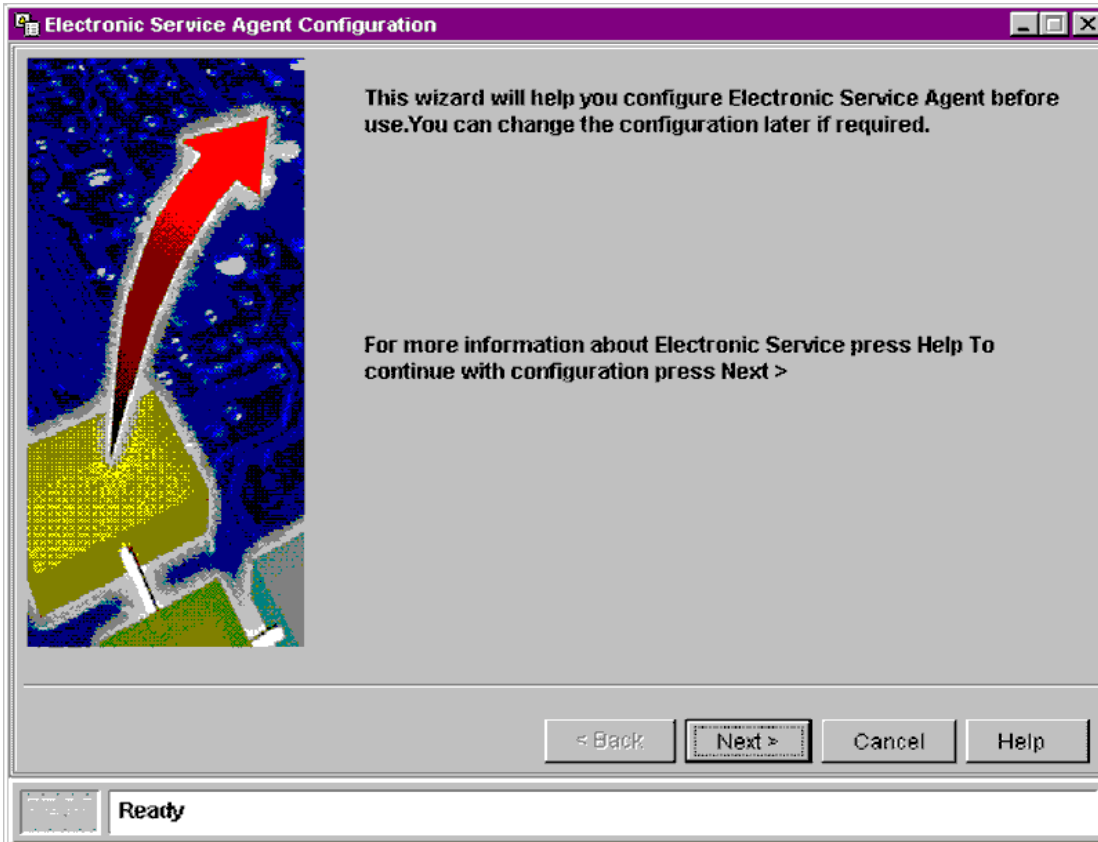 Electronic Service Agent Configuration
This wizard will help you configure Electronic Service Agent before
use.You can change the configuration later if required.
For more information about Electronic Service press Help To
continue with configuration press Next >
< Back Next > Cancel Help
Ready